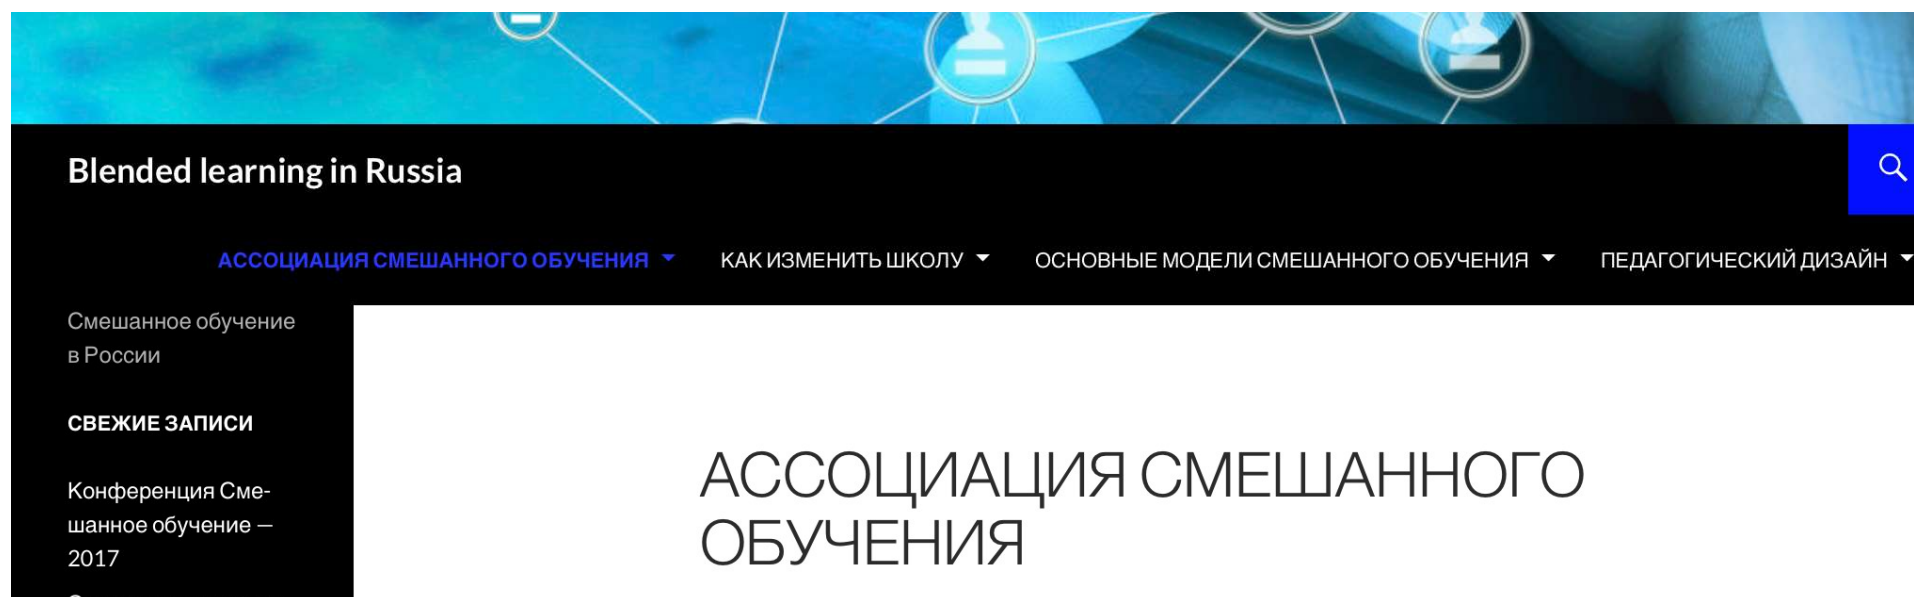 Blended learning in Russia
АССОЦИАЦИЯ СМЕШАННОГО ОБУЧЕНИЯ
КАК ИЗМЕНИТЬ ШКОЛУ
ОСНОВНЫЕ МОДЕЛИ СМЕШАННОГО ОБУЧЕНИЯ
ПЕДАГОГИЧЕСКИЙ ДИЗАЙН
Смешанное обучение
в России
СВЕЖИЕ ЗАПИСИ
Конференция Сме-
шанное обучение —
2017
АССОЦИАЦИЯ СМЕШАННОГО
ОБУЧЕНИЯ